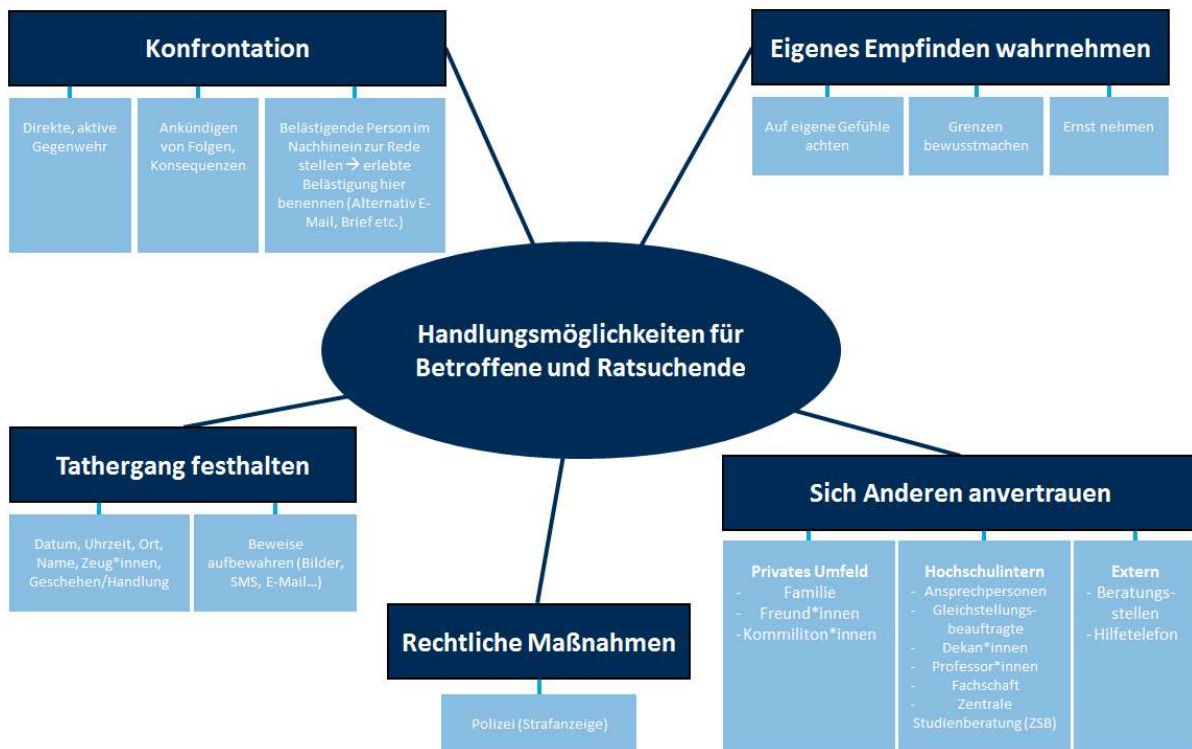 Konfrontation
Direkte, aktive
Gegenwehr
Ankündigen
von Folgen,
Konsequenzen
Belästigende Person im
Nachhinein zur Rede
stellen → erlebte
Belästigung hier
benennen (Alternativ E-
Mail, Brief etc.)
Eigenes Empfinden wahrnehmen
Auf eigene Gefühle
achten
Grenzen
bewusstmachen
Ernst nehmen
Handlungsmöglichkeiten für
Betroffene und Ratsuchende
Tathergang festhalten
Datum, Uhrzeit, Ort,
Name, Zeug*innen,
Geschehen/Handlung
Beweise
aufbewahren (Bilder,
SMS, E-Mail...)
Rechtliche Maßnahmen
Polizei (Strafanzeige)
Sich Anderen anvertrauen
Privates Umfeld
- Familie
- Freund*innen
- Kommiliton*innen
Hochschulintern
- Ansprechpersonen
- Gleichstellungs-
beauftragte
- Dekan*innen
- Professor*innen
- Fachschaft
- Zentrale
Studienberatung (ZSB)
Extern
- Beratungs-
stellen
- Hilfetelefon